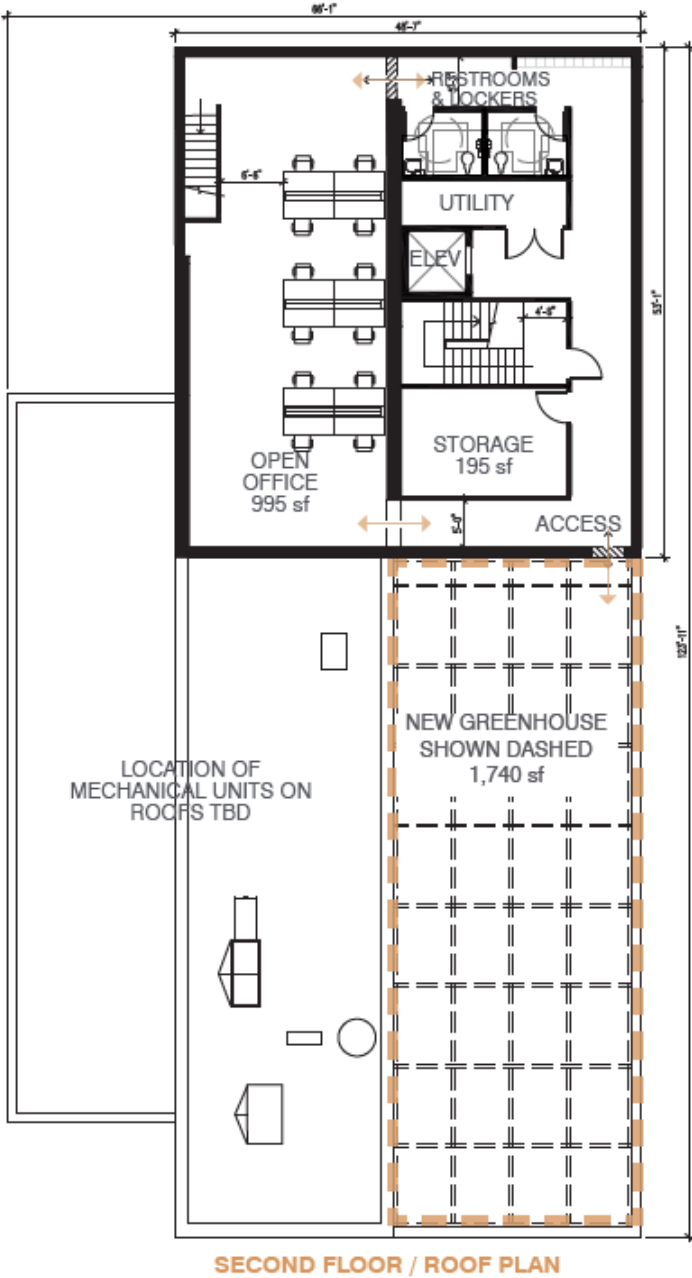 66'-1"
48'-7"
RESTROOMS
& LOCKERS
6'-6"
UTILITY
ELEV
4'-6"
53'-1"
STORAGE
195 sf
OPEN
OFFICE
995 sf
5'-0"
ACCESS
123'-11"
NEW GREENHOUSE
SHOWN DASHED
1,740 sf
LOCATION OF
MECHANICAL UNITS ON
ROOFS TBD
SECOND FLOOR / ROOF PLAN